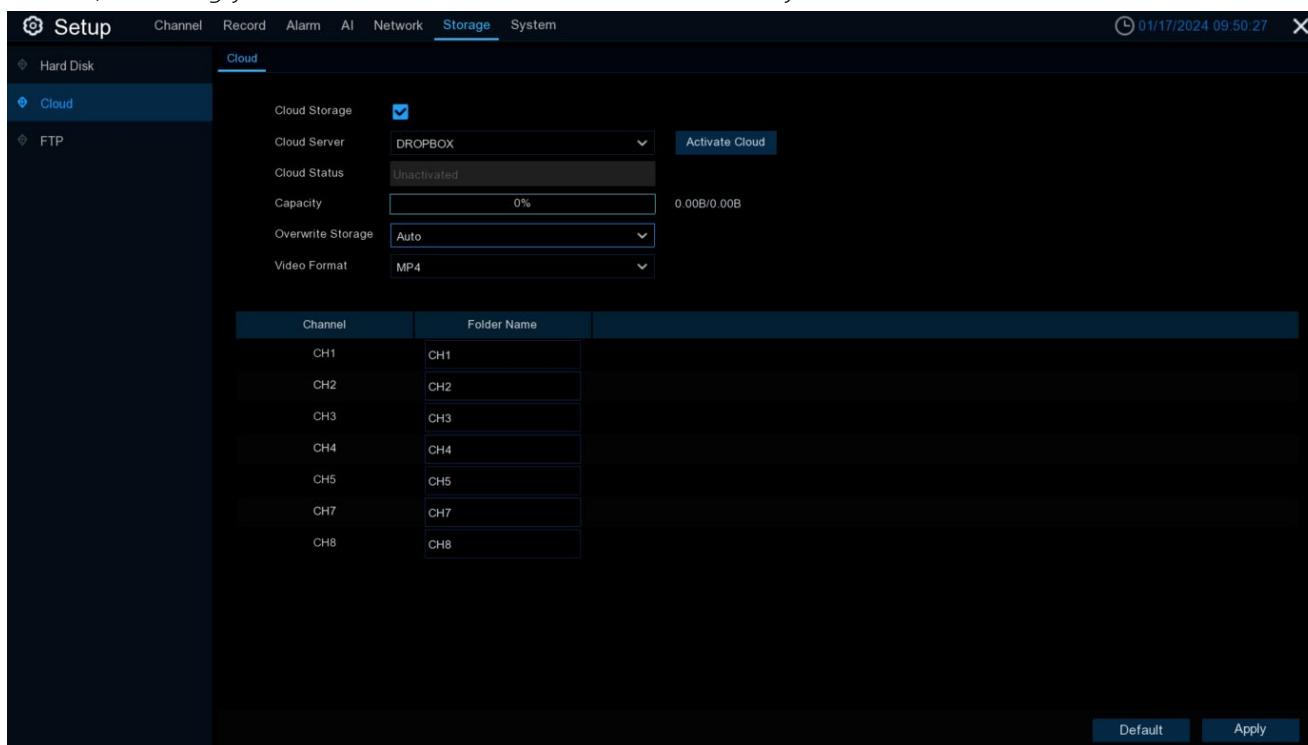 Setup Channel Record Alarm AI Network Storage System 01/17/2024 09:50:27
Hard Disk
Cloud
FTP
Cloud
Cloud Storage
Cloud Server DROPBOX Activate Cloud
Cloud Status Unactivated
Capacity 0% 0.00B/0.00B
Overwrite Storage Auto
Video Format MP4
Channel Folder Name
CH1 CH1
CH2 CH2
CH3 CH3
CH4 CH4
CH5 CH5
CH7 CH7
CH8 CH8
Default Apply